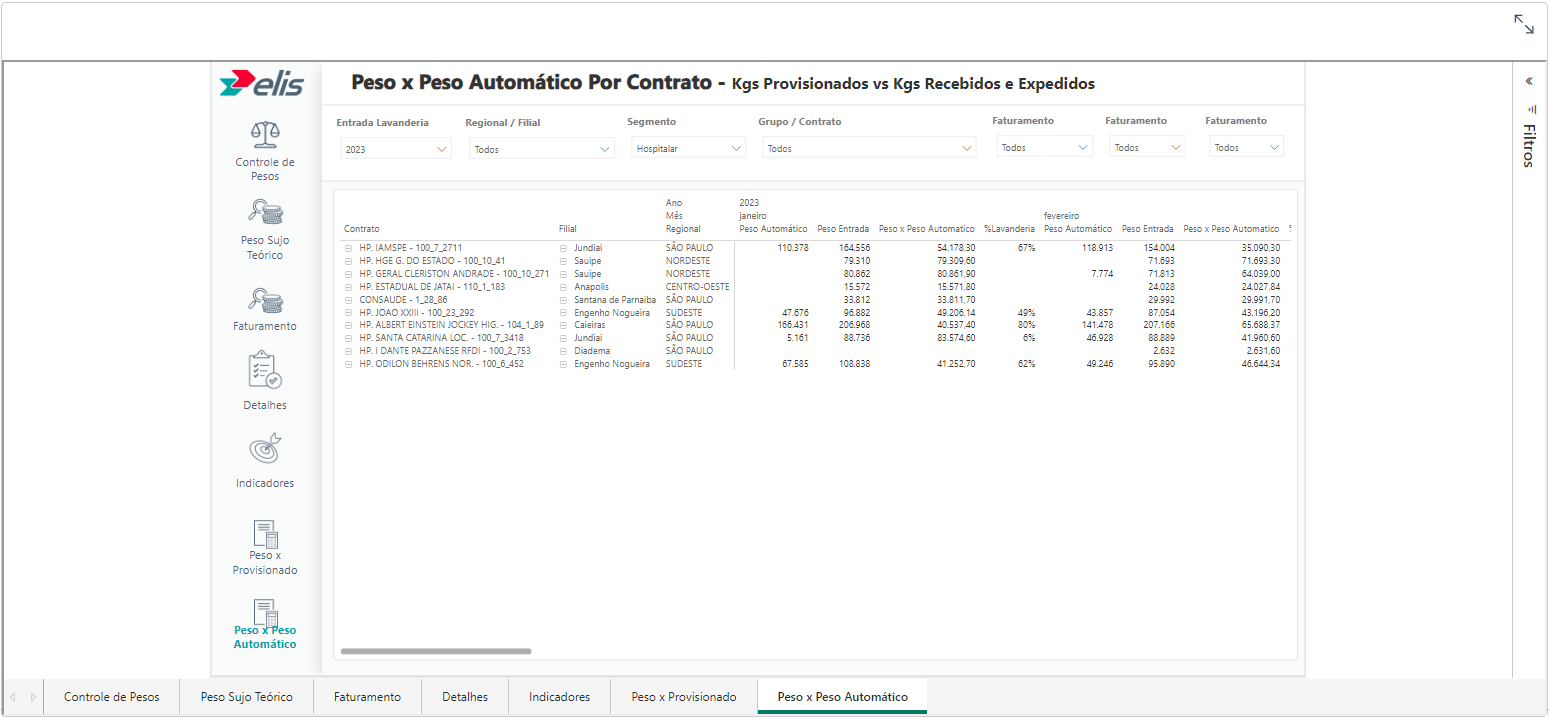 elis
Peso x Peso Automático Por Contrato - Kgs Provisionados vs Kgs Recebidos e Expedidos
Entrada Lavanderia Regional / Filial Segmento Grupo / Contrato Faturamento Faturamento Faturamento
2023 Todos Hospitalar Todos Todos Todos Todos
Filtros
Controle de
Pesos
Peso Sujo
Teórico
Faturamento
Detalhes
Indicadores
Peso x
Provisionado
Peso x Peso
Automático
Ano 2023
Mês janeiro fevereiro
Contrato Filial Regional Peso Automático Peso Entrada Peso x Peso Automatico %Lavanderia Peso Automático Peso Entrada Peso x Peso Automatico %
HP. IAMSPE - 100_7_2711 Jundiai SÃO PAULO 110.378 164.556 54.178,30 67% 118.913 154.004 35.090,30
HP. HGE G. DO ESTADO - 100_10_41 Sauipe NORDESTE 79.310 79.309,60 71.693 71.693,30
HP. GERAL CLERISTON ANDRADE - 100_10_271 Sauipe NORDESTE 80.862 80.861,90 7.774 71.813 64.039,00
HP. ESTADUAL DE JATAI - 110_1_183 Anapolis CENTRO-OESTE 15.572 15.571,80 24.028 24.027,84
CONSAUDE - 1_28_86 Santana de Parnaiba SÃO PAULO 33.812 33.811,70 29.992 29.991,70
HP. JOAO XXIII - 100_23_292 Engenho Nogueira SUDESTE 47.676 96.882 49.206,14 49% 43.857 87.054 43.196,20
HP. ALBERT EINSTEIN JOCKEY HIG. - 104_1_89 Caieiras SÃO PAULO 166.431 206.968 40.537,40 80% 141.478 207.166 65.688,37
HP. SANTA CATARINA LOC. - 100_7_3418 Jundiai SÃO PAULO 5.161 88.736 83.574,60 6% 46.928 88.889 41.960,60
HP. I DANTE PAZZANESE RFDI - 100_2_753 Diadema SÃO PAULO 2.632 2.631,60
HP. ODILON BEHRENS NOR. - 100_6_452 Engenho Nogueira SUDESTE 67.585 108.838 41.252,70 62% 49.246 95.890 46.644,34
Controle de Pesos Peso Sujo Teórico Faturamento Detalhes Indicadores Peso x Provisionado Peso x Peso Automático